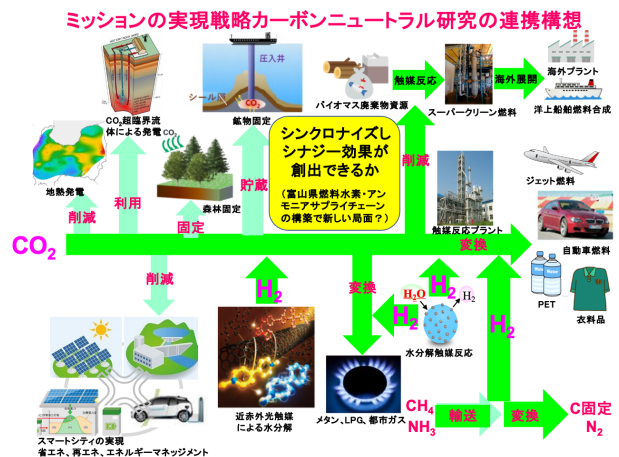 ミッションの実現戦略カーボンニュートラル研究の連携構想
CO₂超臨界流
体による発電
圧入井
シール層
CO₂
鉱物固定
バイオマス廃棄物資源
触媒反応
スーパークリーン燃料
海外展開
海外プラント
洋上船舶燃料合成
地熱発電
CO₂
森林固定
シンクロナイズし
シナジー効果が
創出できるか
(富山県燃料水素・アン
モニアサプライチェーン
の構築で新しい局面?)
触媒反応プラント
ジェット燃料
削減
利用
固定
貯蔵
削減
CO₂
変換
自動車燃料
PET
衣料品
削減
H₂
変換
H₂
H₂
H₂O
H₂
水分解触媒反応
H₂
近赤外光触媒
による水分解
メタン、LPG、都市ガス
CH₄
NH₃
輸送
変換
C固定
N₂
スマートシティの実現
省エネ、再エネ、エネルギーマネッジメント